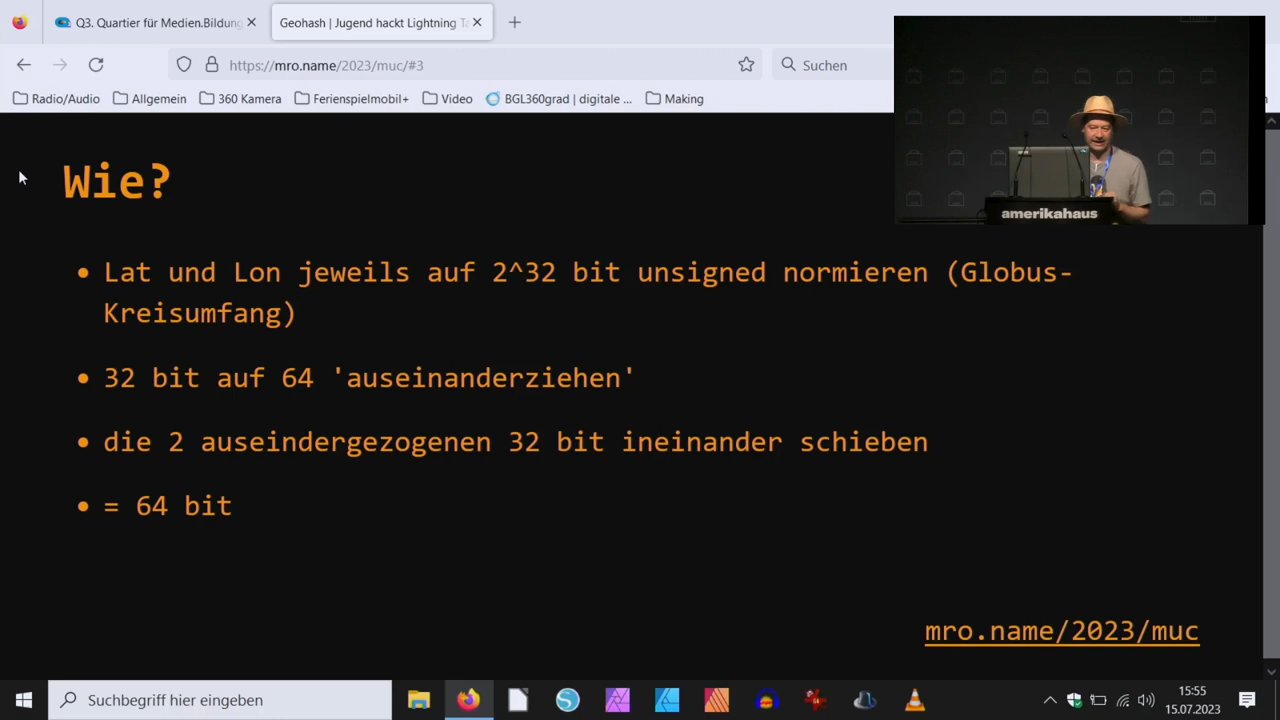 Q3. Quartier für Medien.Bildung
Geohash | Jugend hackt Lightning Ta
https://mro.name/2023/muc/#3
Suchen
Radio/Audio
Allgemein
360 Kamera
Ferienspielmobil+
Video
BGL360grad | digitale ...
Making
amerikahaus
Wie?
• Lat und Lon jeweils auf 2^32 bit unsigned normieren (Globus-
Kreisumfang)
• 32 bit auf 64 'auseinanderziehen'
• die 2 auseindergezogenen 32 bit ineinander schieben
• = 64 bit
mro.name/2023/muc
Suchbegriff hier eingeben
15:55
15.07.2023